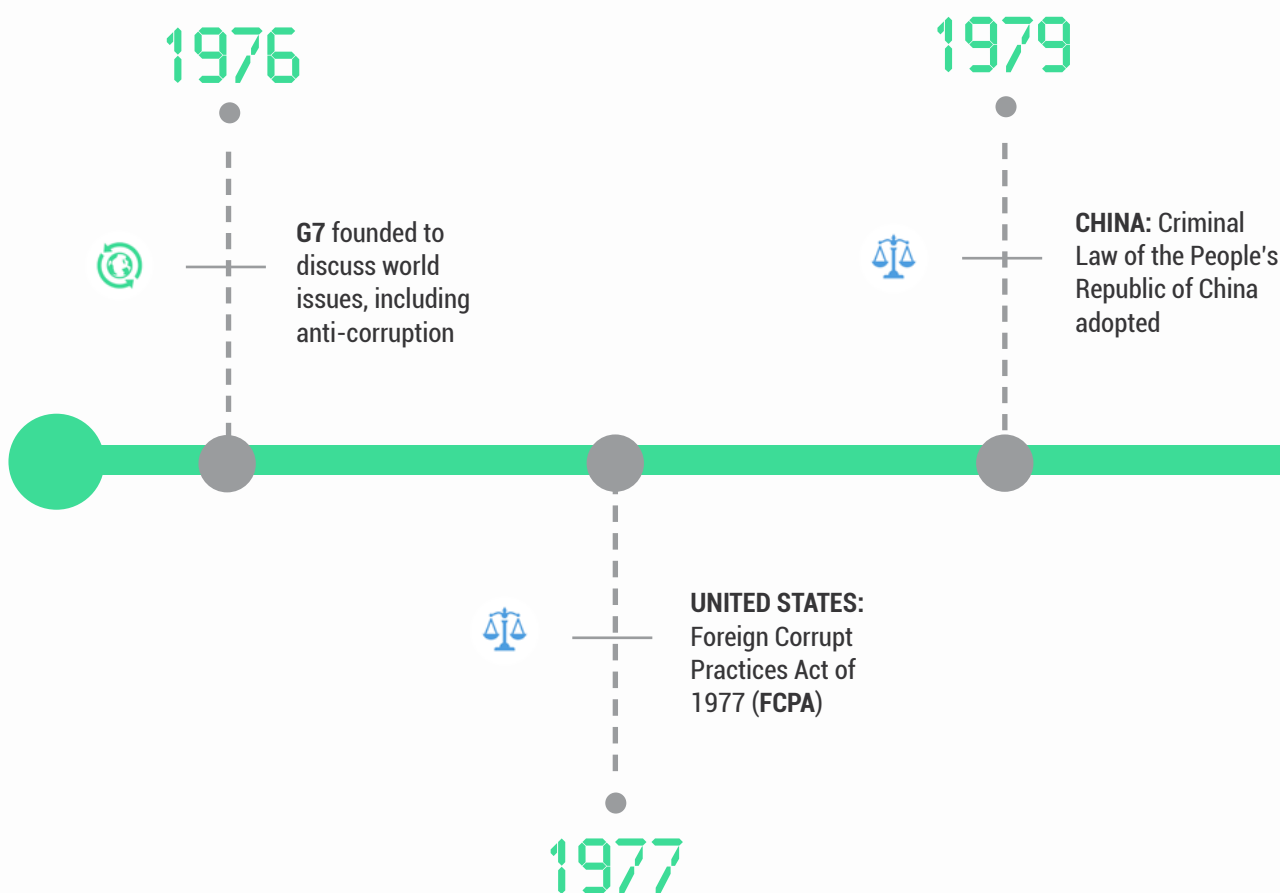 1976
G7 founded to
discuss world
issues, including
anti-corruption
1977
UNITED STATES:
Foreign Corrupt
Practices Act of
1977 (FCPA)
1979
CHINA: Criminal
Law of the People's
Republic of China
adopted